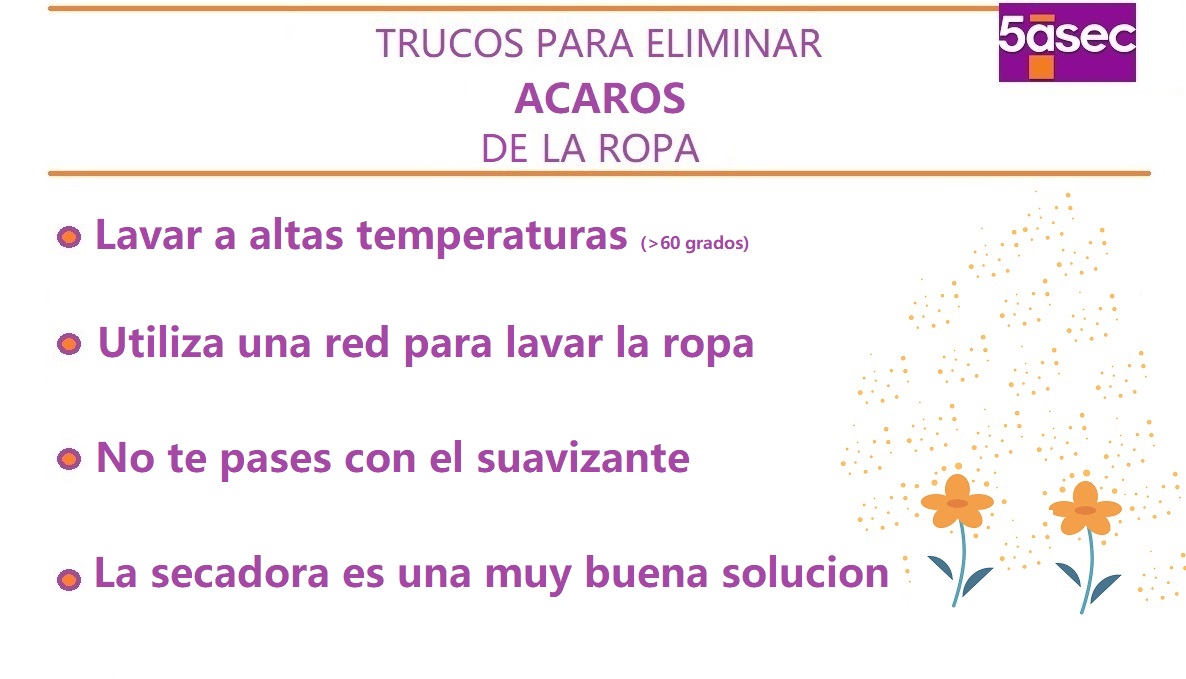 TRUCOS PARA ELIMINAR
5àsec
ACAROS
DE LA ROPA
Lavar a altas temperaturas (>60 grados)
Utiliza una red para lavar la ropa
No te pases con el suavizante
La secadora es una muy buena solucion